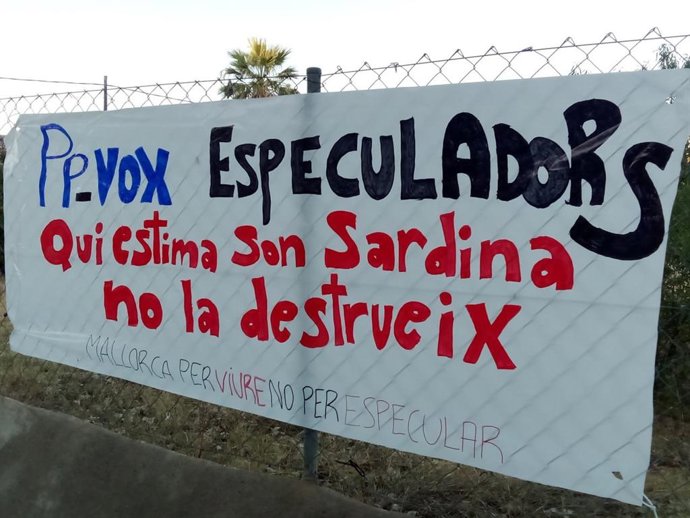 PP-VOX ESPECULADORS
Qui estima Son Sardina
no la destrueix
MALLORCA PER VIURE NO PER ESPECULAR